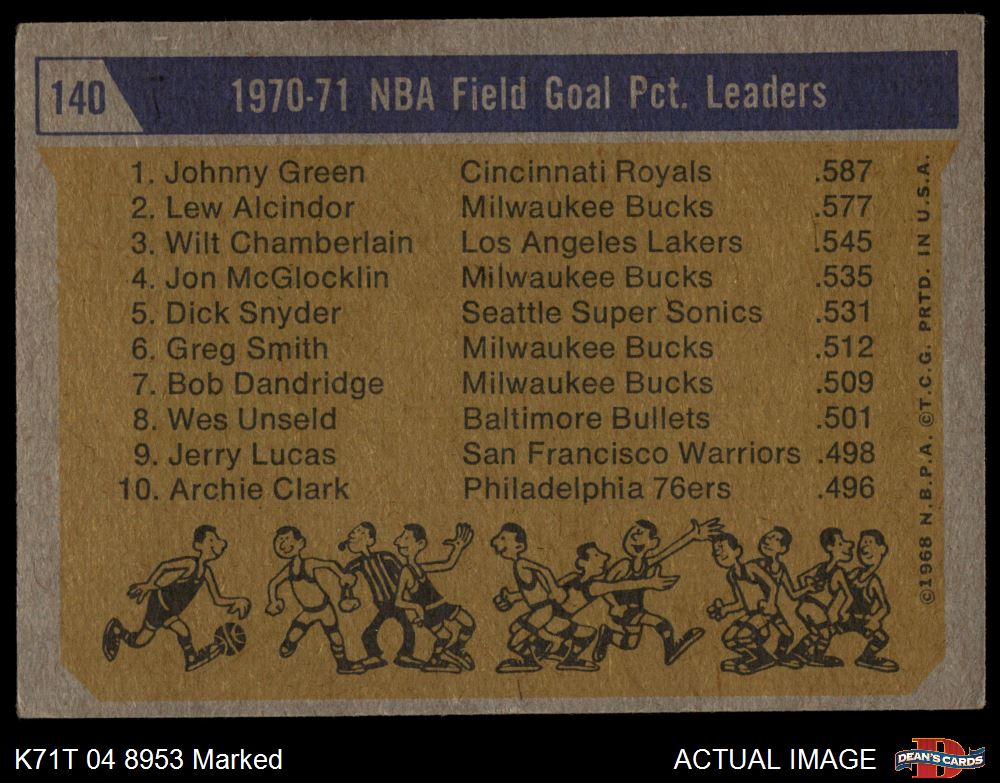 140 1970-71 NBA Field Goal Pct. Leaders
1. Johnny Green Cincinnati Royals .587
2. Lew Alcindor Milwaukee Bucks .577
3. Wilt Chamberlain Los Angeles Lakers .545
4. Jon McGlocklin Milwaukee Bucks .535
5. Dick Snyder Seattle Super Sonics .531
6. Greg Smith Milwaukee Bucks .512
7. Bob Dandridge Milwaukee Bucks .509
8. Wes Unseld Baltimore Bullets .501
9. Jerry Lucas San Francisco Warriors .498
10. Archie Clark Philadelphia 76ers .496
©1968 N.B.P.A. ©T.C.G. PRTD. IN U.S.A.
K71T 04 8953 Marked ACTUAL IMAGE
DEAN'S CARDS